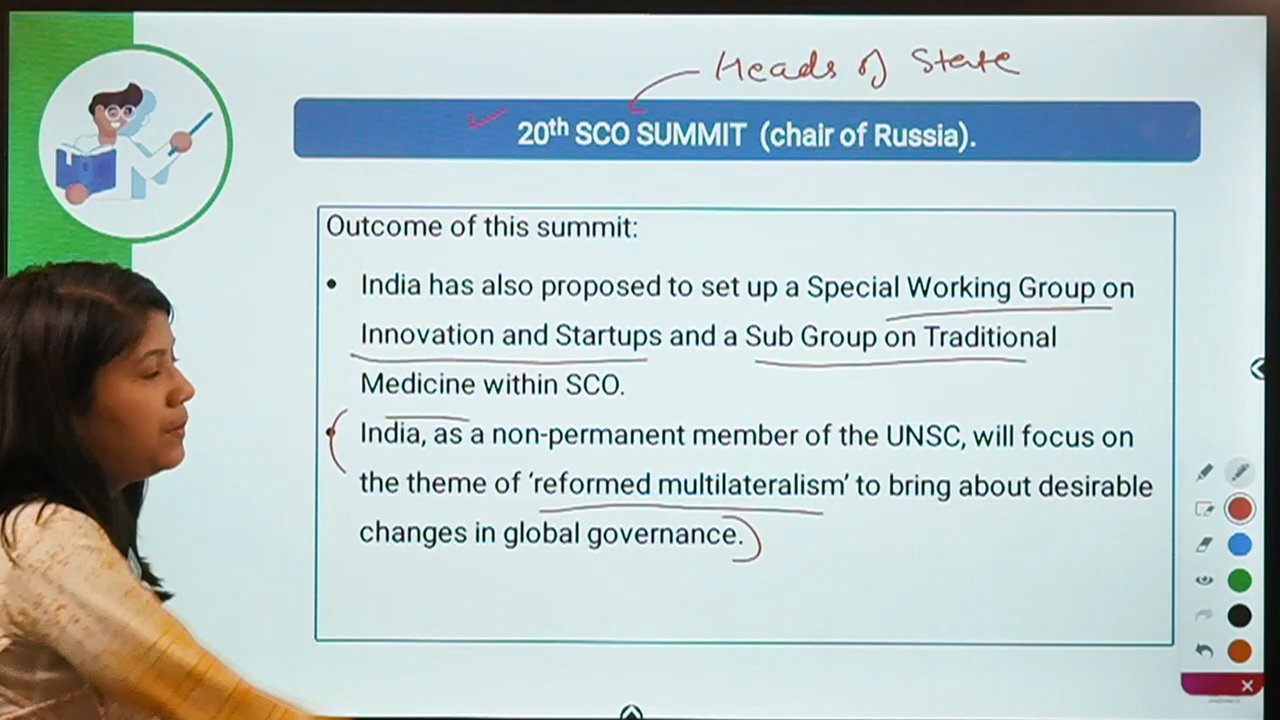 Heads of State
20th SCO SUMMIT (chair of Russia).
Outcome of this summit:
• India has also proposed to set up a Special Working Group on
Innovation and Startups and a Sub Group on Traditional
Medicine within SCO.
• India, as a non-permanent member of the UNSC, will focus on
the theme of ‘reformed multilateralism’ to bring about desirable
changes in global governance.